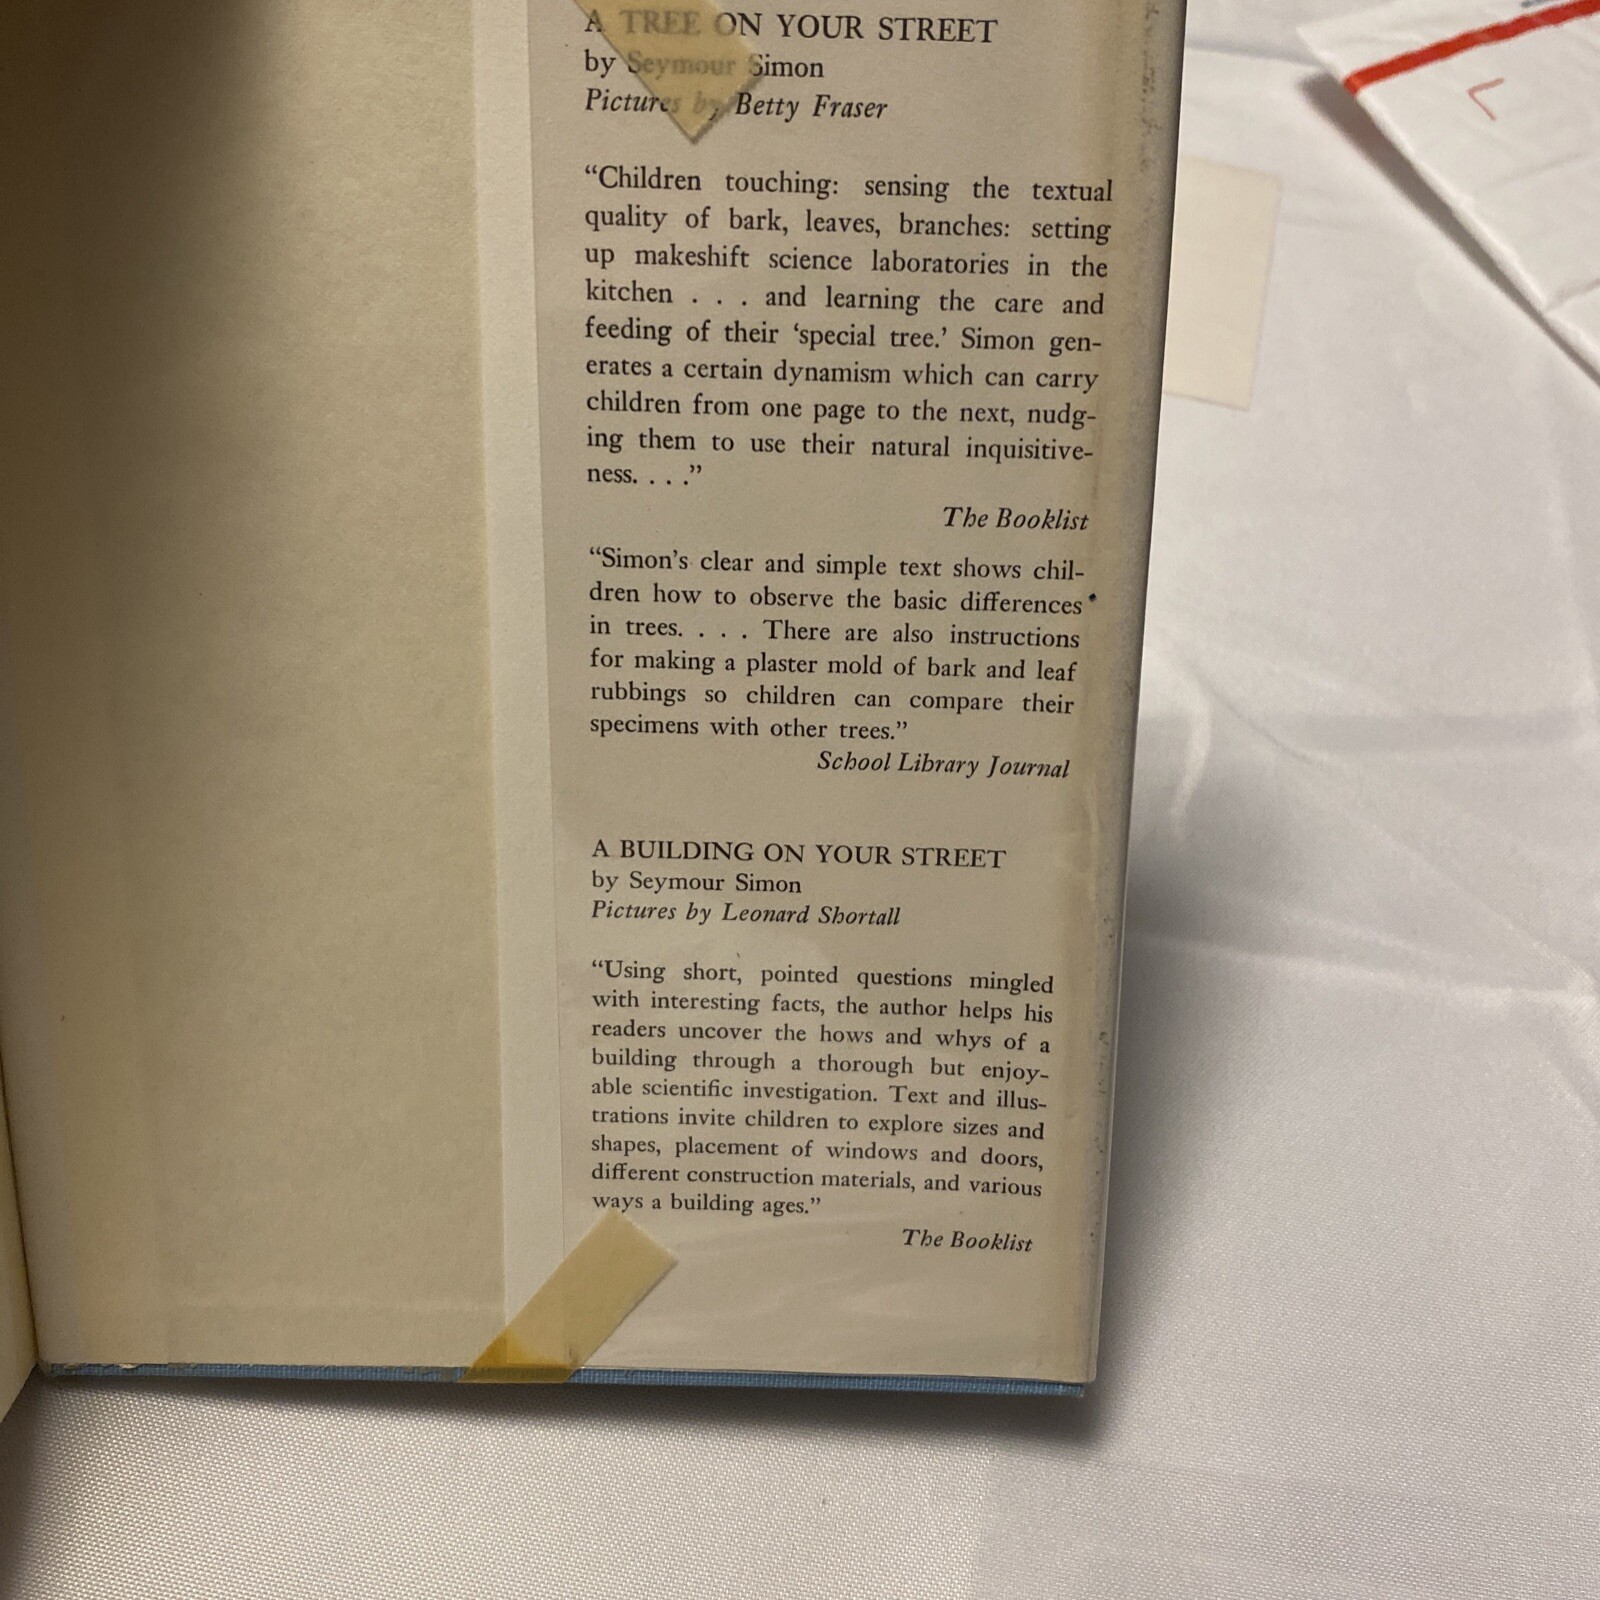 A TREE ON YOUR STREET
by Seymour Simon
Pictures by Betty Fraser
“Children touching: sensing the textual
quality of bark, leaves, branches: setting
up makeshift science laboratories in the
kitchen . . . and learning the care and
feeding of their ‘special tree.’ Simon gen-
erates a certain dynamism which can carry
children from one page to the next, nudg-
ing them to use their natural inquisitive-
ness. . . .”
The Booklist
“Simon’s clear and simple text shows chil-
dren how to observe the basic differences
in trees. . . . There are also instructions
for making a plaster mold of bark and leaf
rubbings so children can compare their
specimens with other trees.”
School Library Journal
A BUILDING ON YOUR STREET
by Seymour Simon
Pictures by Leonard Shortall
“Using short, pointed questions mingled
with interesting facts, the author helps his
readers uncover the hows and whys of a
building through a thorough but enjoy-
able scientific investigation. Text and illus-
trations invite children to explore sizes and
shapes, placement of windows and doors,
different construction materials, and various
ways a building ages.”
The Booklist